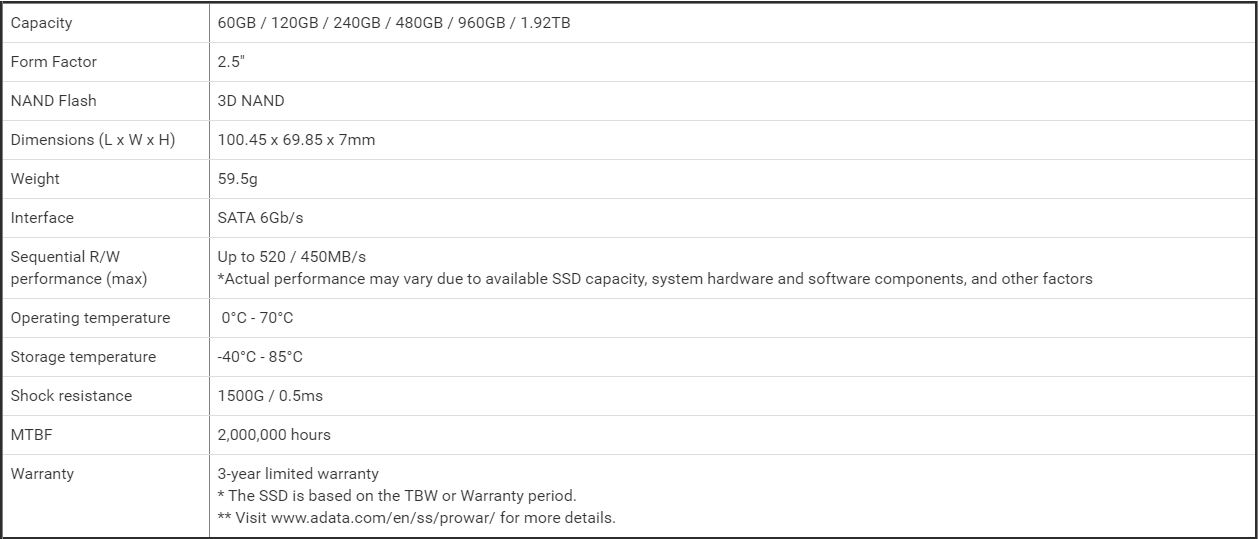 Capacity 60GB / 120GB / 240GB / 480GB / 960GB / 1.92TB
Form Factor 2.5"
NAND Flash 3D NAND
Dimensions (L x W x H) 100.45 x 69.85 x 7mm
Weight 59.5g
Interface SATA 6Gb/s
Sequential R/W Up to 520 / 450MB/s
performance (max) *Actual performance may vary due to available SSD capacity, system hardware and software components, and other factors
Operating temperature 0°C - 70°C
Storage temperature -40°C - 85°C
Shock resistance 1500G / 0.5ms
MTBF 2,000,000 hours
Warranty 3-year limited warranty
* The SSD is based on the TBW or Warranty period.
** Visit www.adata.com/en/ss/prowar/ for more details.